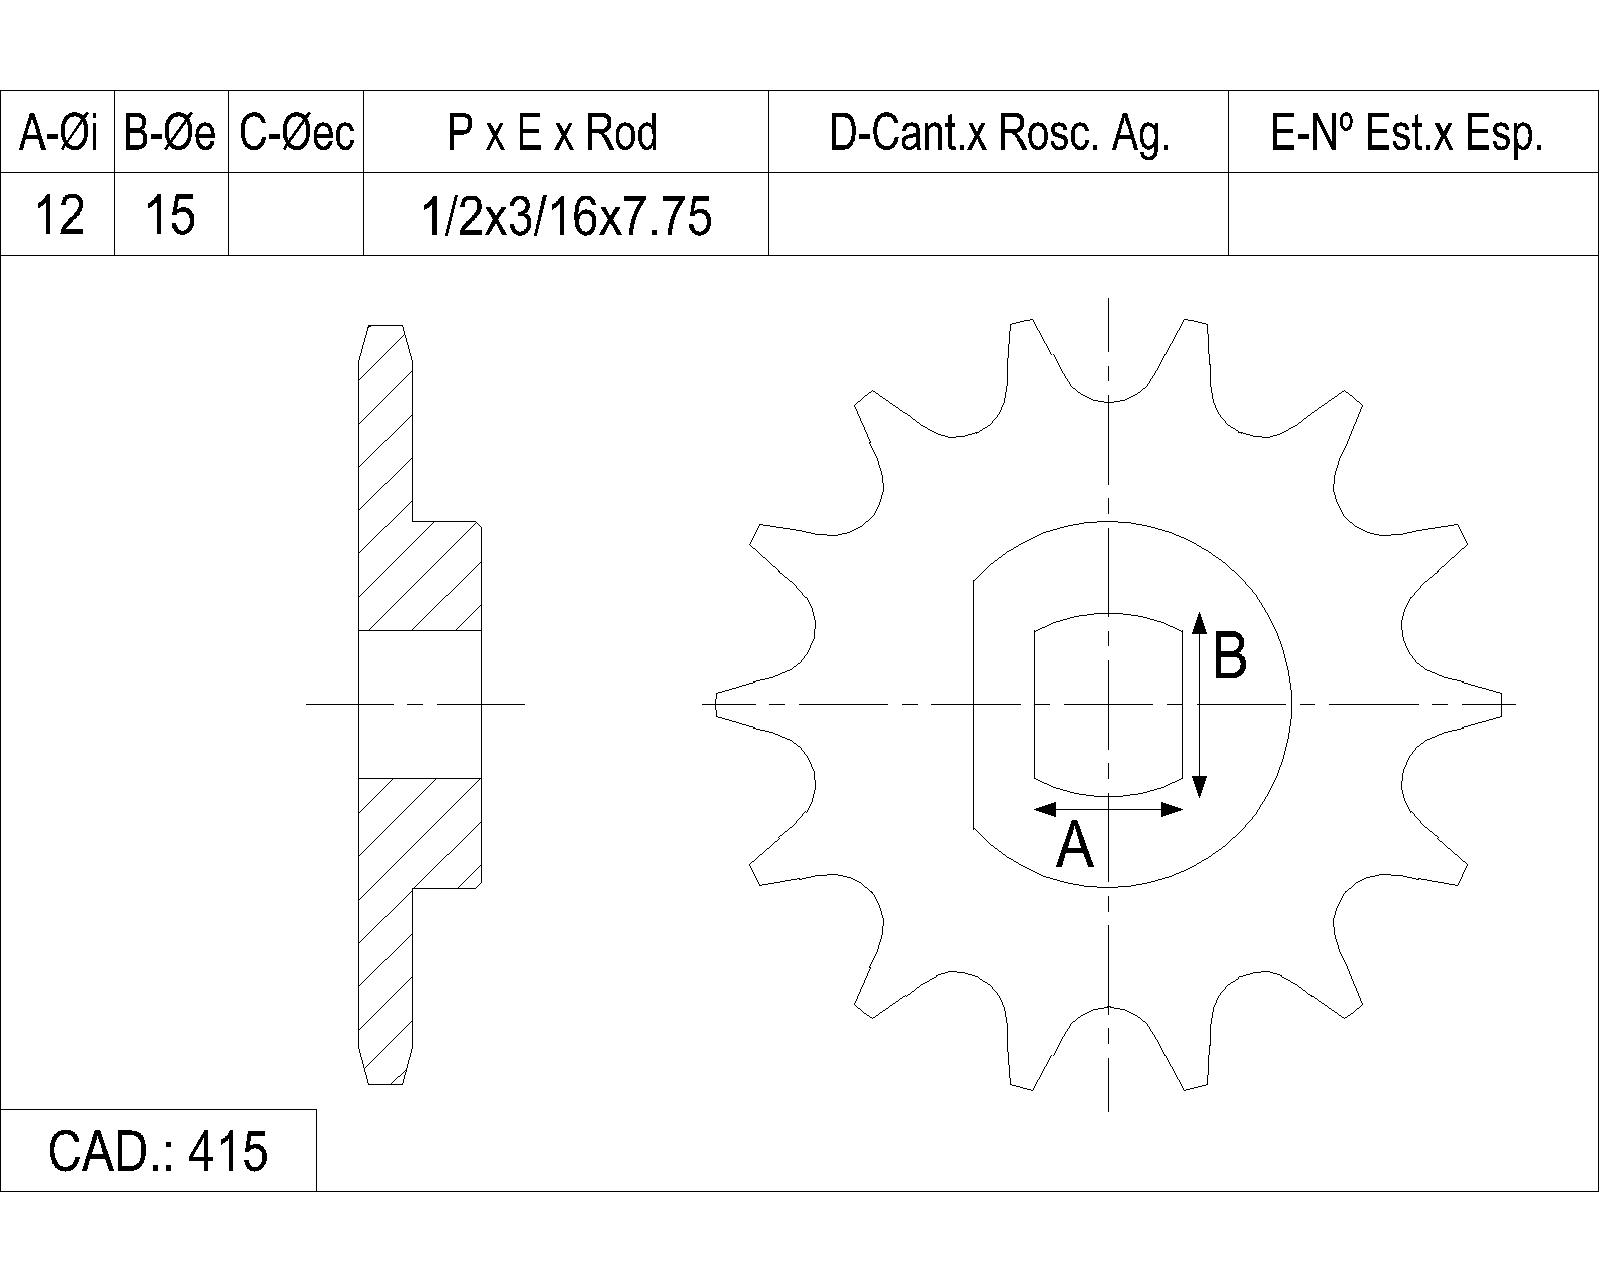 A-Øi B-Øe C-Øec P x E x Rod D-Cant.x Rosc. Ag. E-Nº Est.x Esp.
12 15 1/2x3/16x7.75
B
A
CAD.: 415